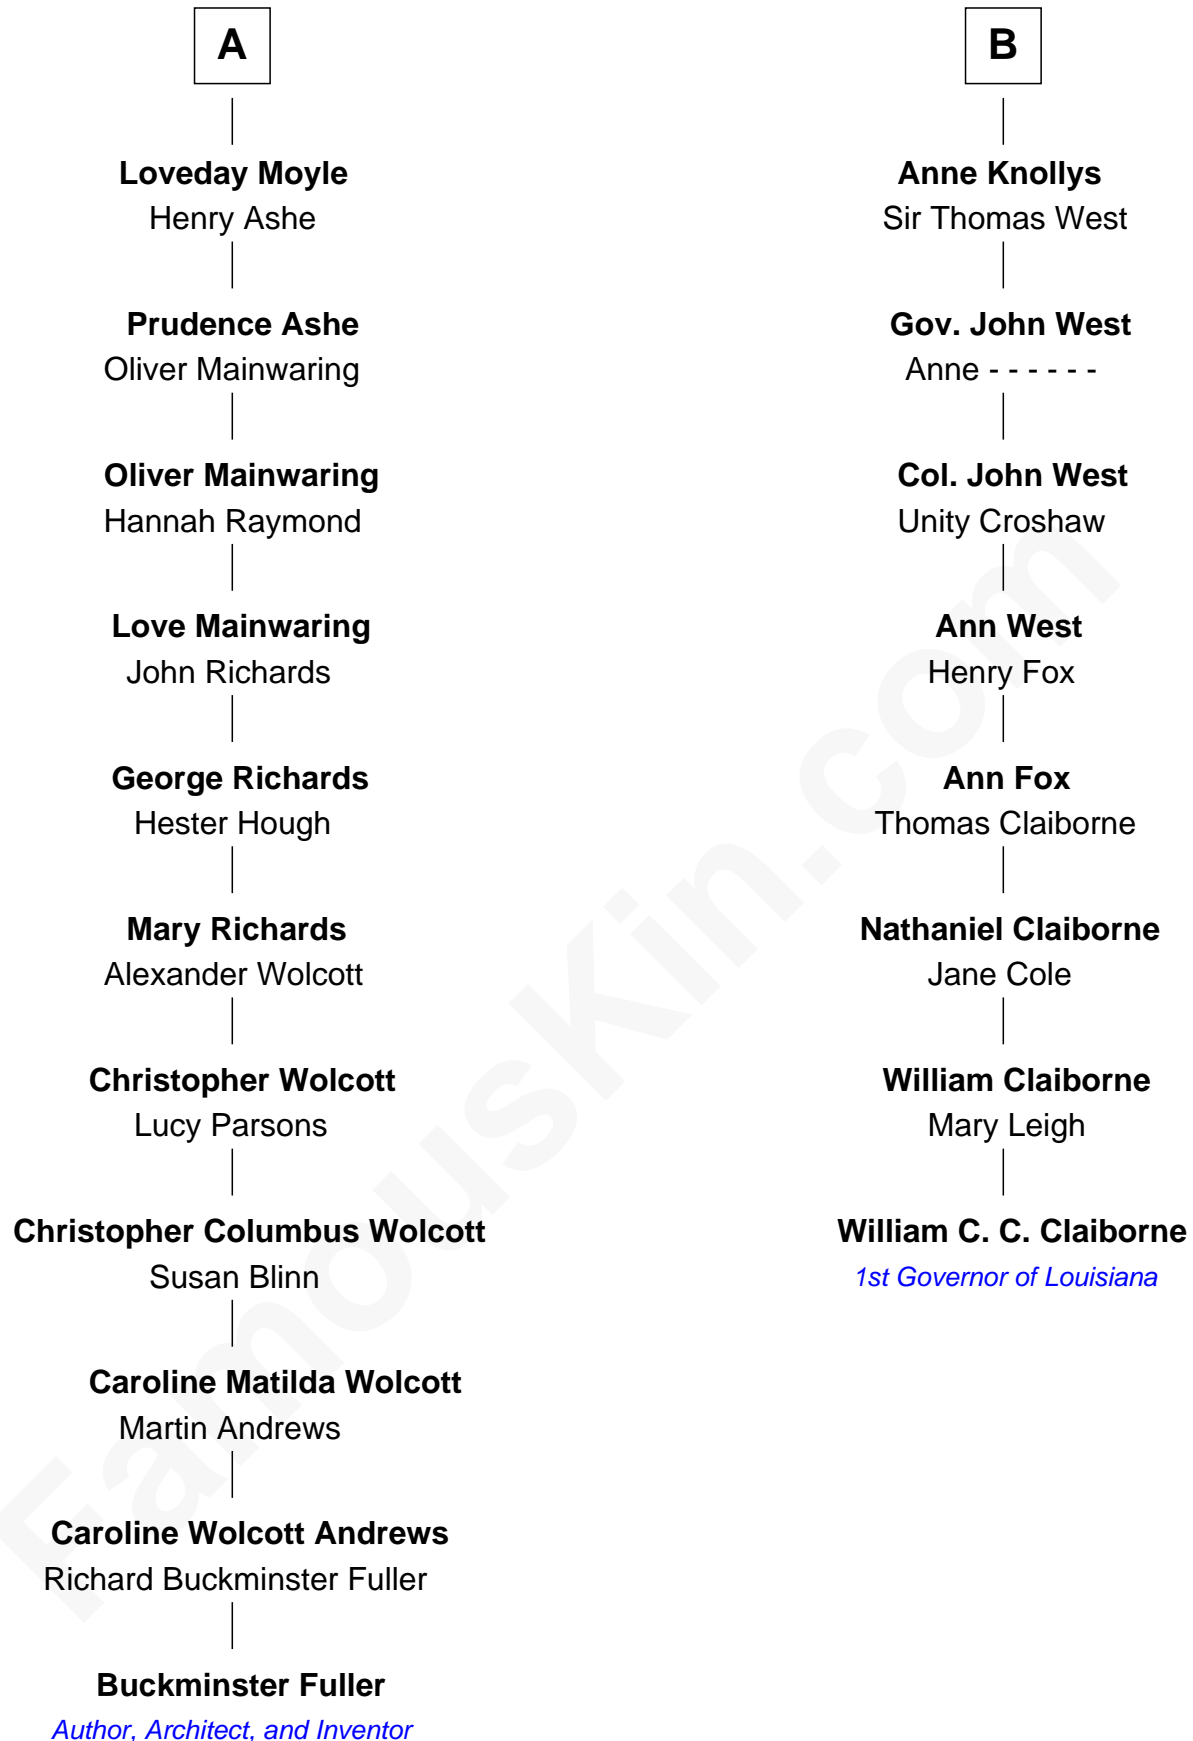 A
Loveday Moyle
Henry Ashe
Prudence Ashe
Oliver Mainwaring
Oliver Mainwaring
Hannah Raymond
Love Mainwaring
John Richards
George Richards
Hester Hough
Mary Richards
Alexander Wolcott
Christopher Wolcott
Lucy Parsons
Christopher Columbus Wolcott
Susan Blinn
Caroline Matilda Wolcott
Martin Andrews
Caroline Wolcott Andrews
Richard Buckminster Fuller
Buckminster Fuller
Author, Architect, and Inventor
B
Anne Knollys
Sir Thomas West
Gov. John West
Anne - - - - - -
Col. John West
Unity Croshaw
Ann West
Henry Fox
Ann Fox
Thomas Claiborne
Nathaniel Claiborne
Jane Cole
William Claiborne
Mary Leigh
William C. C. Claiborne
1st Governor of Louisiana
FamousKin.com